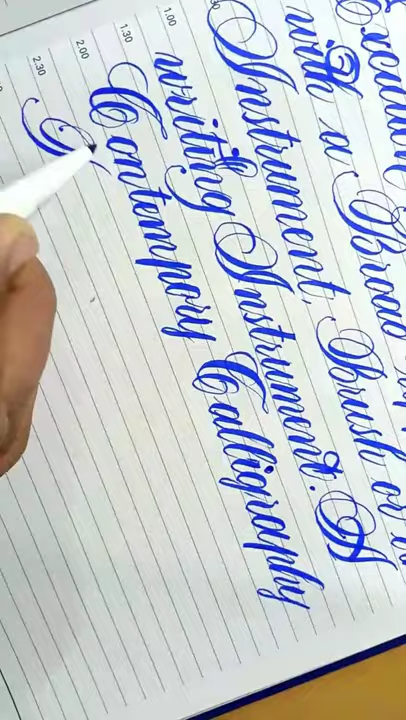 with a Broad
Instrument, Brush or
1.00 writing Instrument. A
1.30 Contempory Calligraphy
2.00
2.30